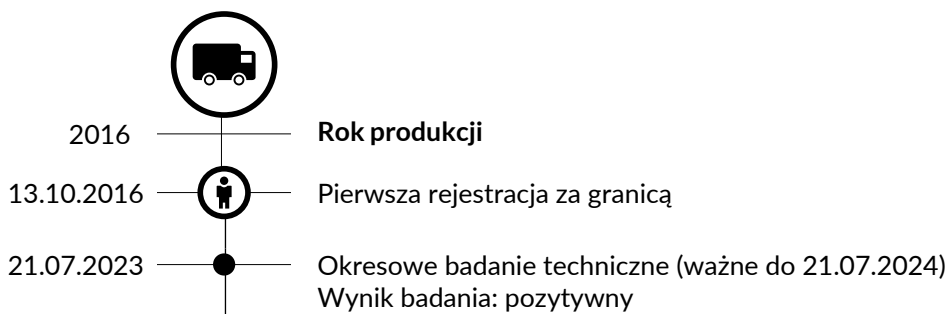 2016 Rok produkcji
13.10.2016 Pierwsza rejestracja za granicą
21.07.2023 Okresowe badanie techniczne (ważne do 21.07.2024)
Wynik badania: pozytywny